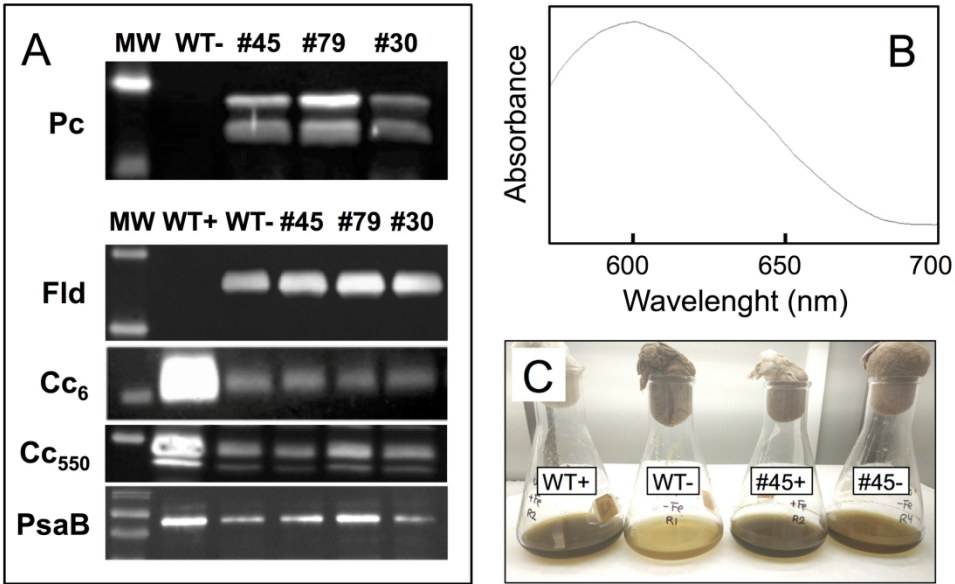 A
MW WT- #45 #79 #30
Pc
MW WT+ WT- #45 #79 #30
Fld
Cc6
Cc550
PsaB
B
Absorbance
600 650 700
Wavelenght (nm)
C
WT+ WT- #45+ #45-
+Fe
R2
-Fe
R1
+Fe
R2
-Fe
R4